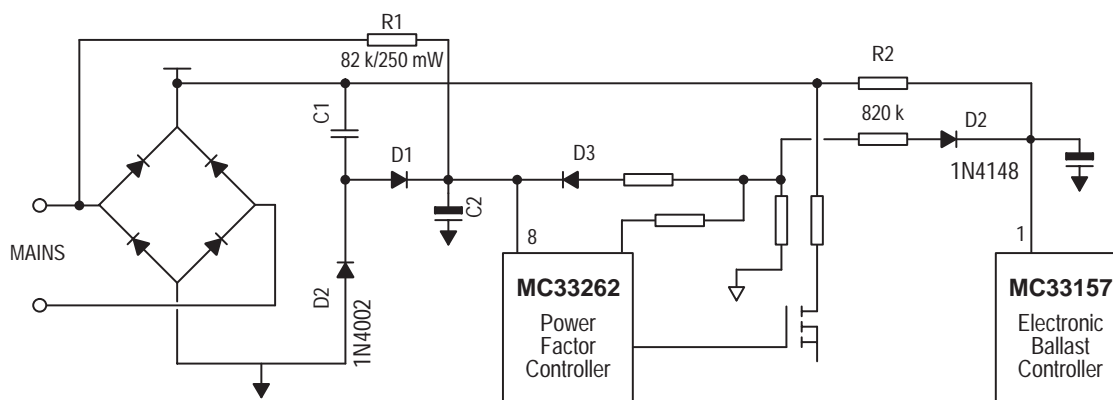 R1
82 k/250 mW
R2
820 k
D2
1N4148
C1
D1
D3
C2
MAINS
D2
1N4002
8
MC33262
Power
Factor
Controller
1
MC33157
Electronic
Ballast
Controller